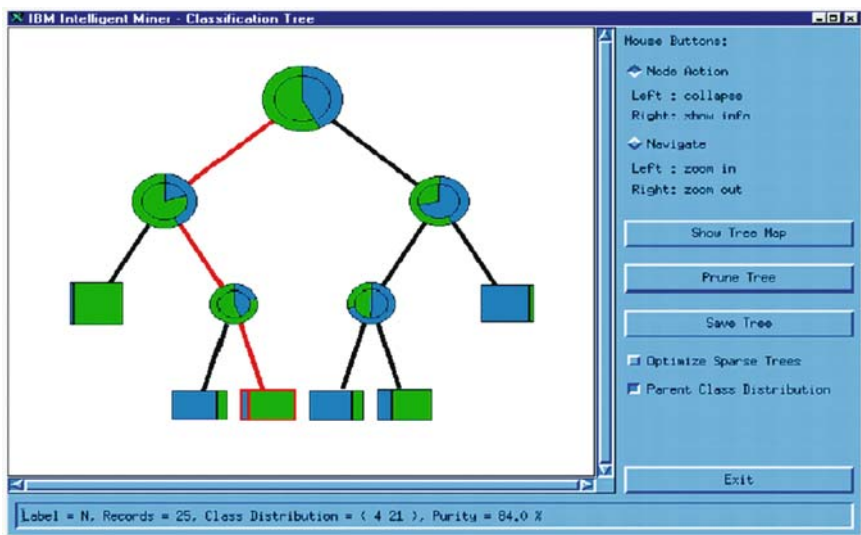 IBM Intelligent Miner - Classification Tree
Mouse Buttons:
Node Action
Left : collapse
Right: show info
Navigate
Left : zoom in
Right: zoom out
Show Tree Map
Prune Tree
Save Tree
Optimize Sparse Trees
Parent Class Distribution
Exit
Label = N, Records = 25, Class Distribution = ( 4 21 ), Purity = 84.0 %